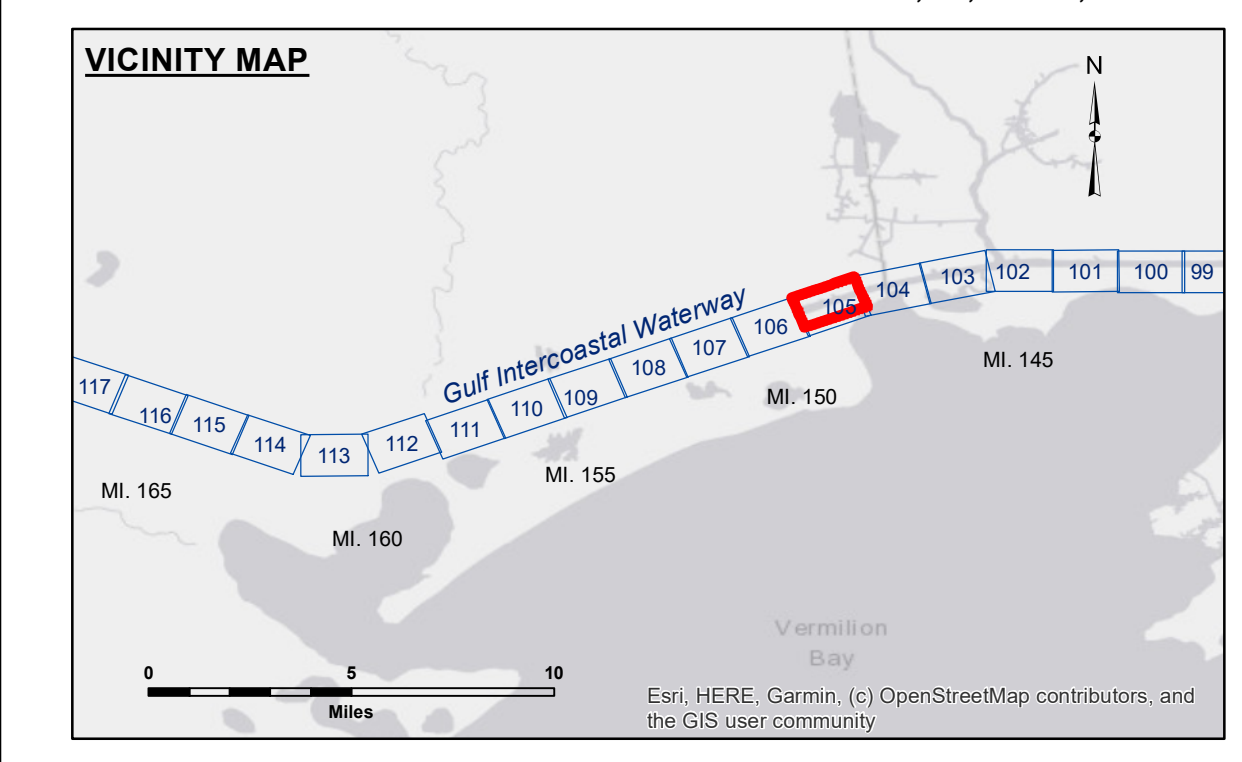 VICINITY MAP
N
99
100
101
102
103
104
105
106
107
108
109
110
111
112
113
114
115
116
117
Gulf Intercoastal Waterway
MI. 145
MI. 150
MI. 155
MI. 160
MI. 165
Vermilion
Bay
0 5 10
Miles
Esri, HERE, Garmin, (c) OpenStreetMap contributors, and
the GIS user community